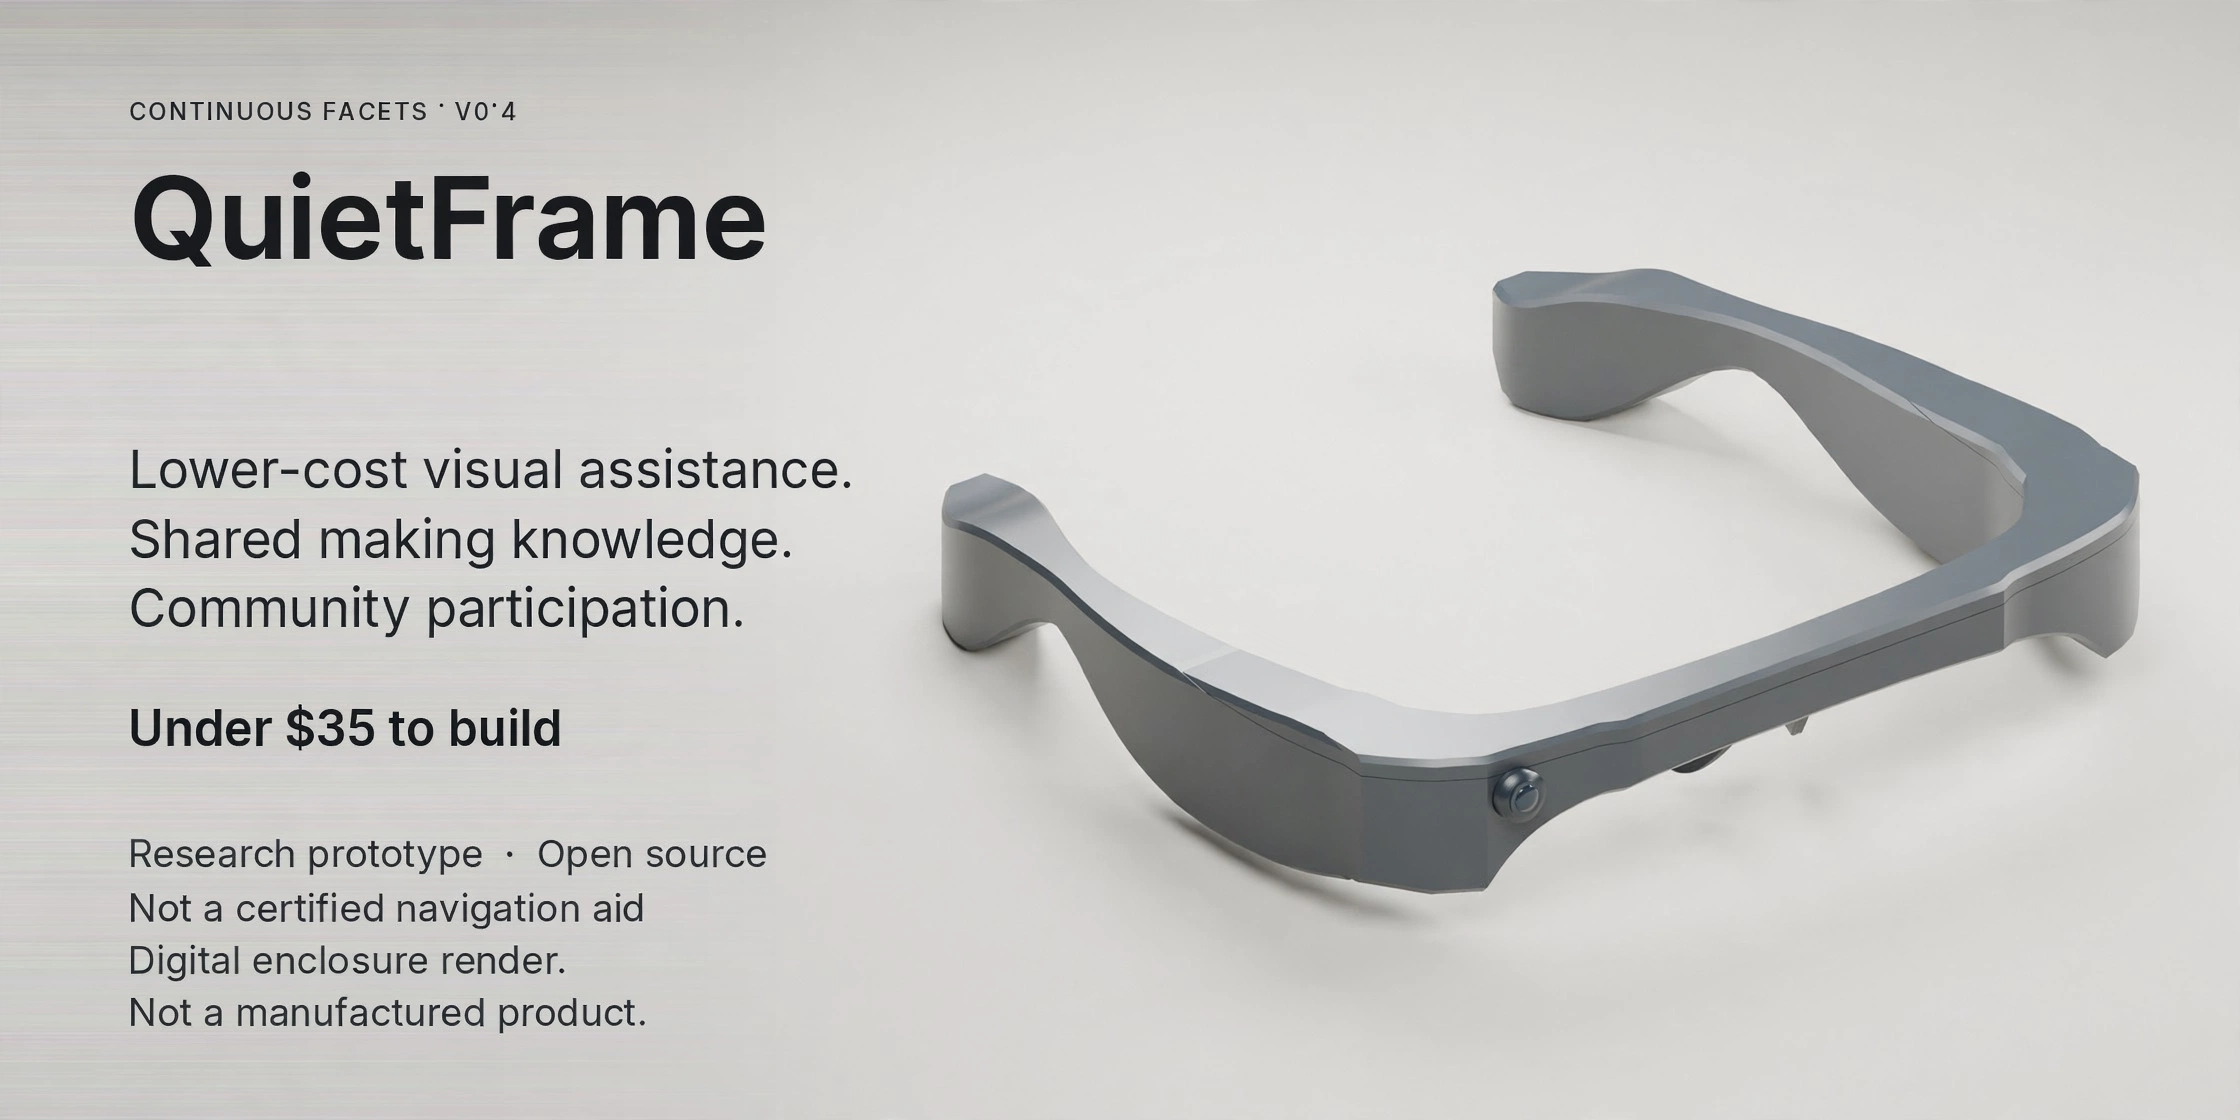 CONTINUOUS FACETS · V0·4
QuietFrame
Lower-cost visual assistance.
Shared making knowledge.
Community participation.
Under $35 to build
Research prototype · Open source
Not a certified navigation aid
Digital enclosure render.
Not a manufactured product.